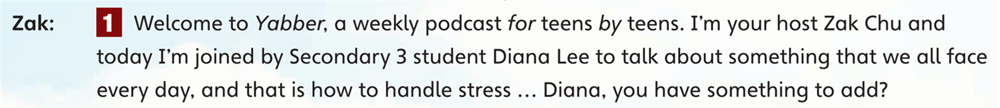 Zak: 1 Welcome to Yabber, a weekly podcast for teens by teens. I’m your host Zak Chu and
today I’m joined by Secondary 3 student Diana Lee to talk about something that we all face
every day, and that is how to handle stress … Diana, you have something to add?